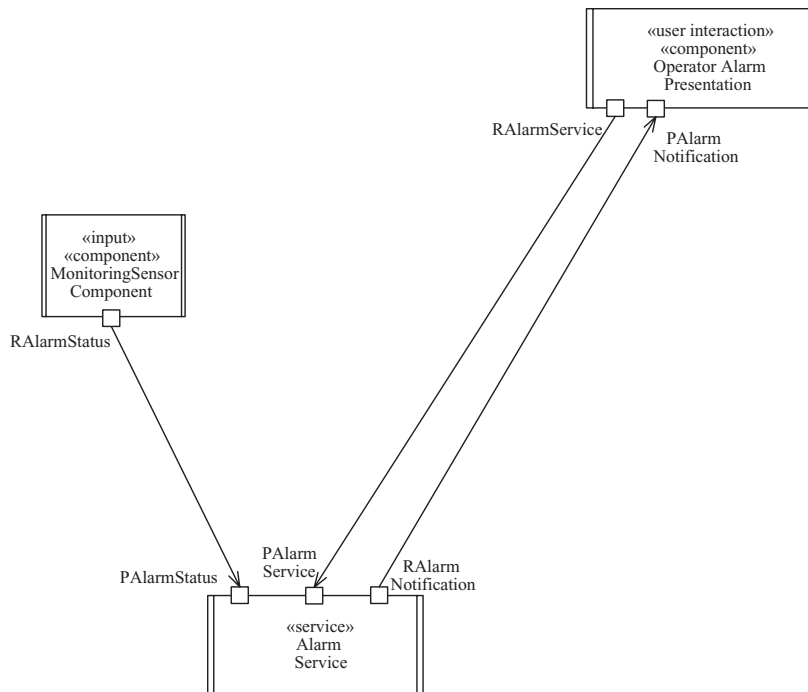 «user interaction»
«component»
Operator Alarm
Presentation
RAlarmService
PAlarm
Notification
«input»
«component»
MonitoringSensor
Component
RAlarmStatus
PAlarmStatus
PAlarm
Service
RAlarm
Notification
«service»
Alarm
Service